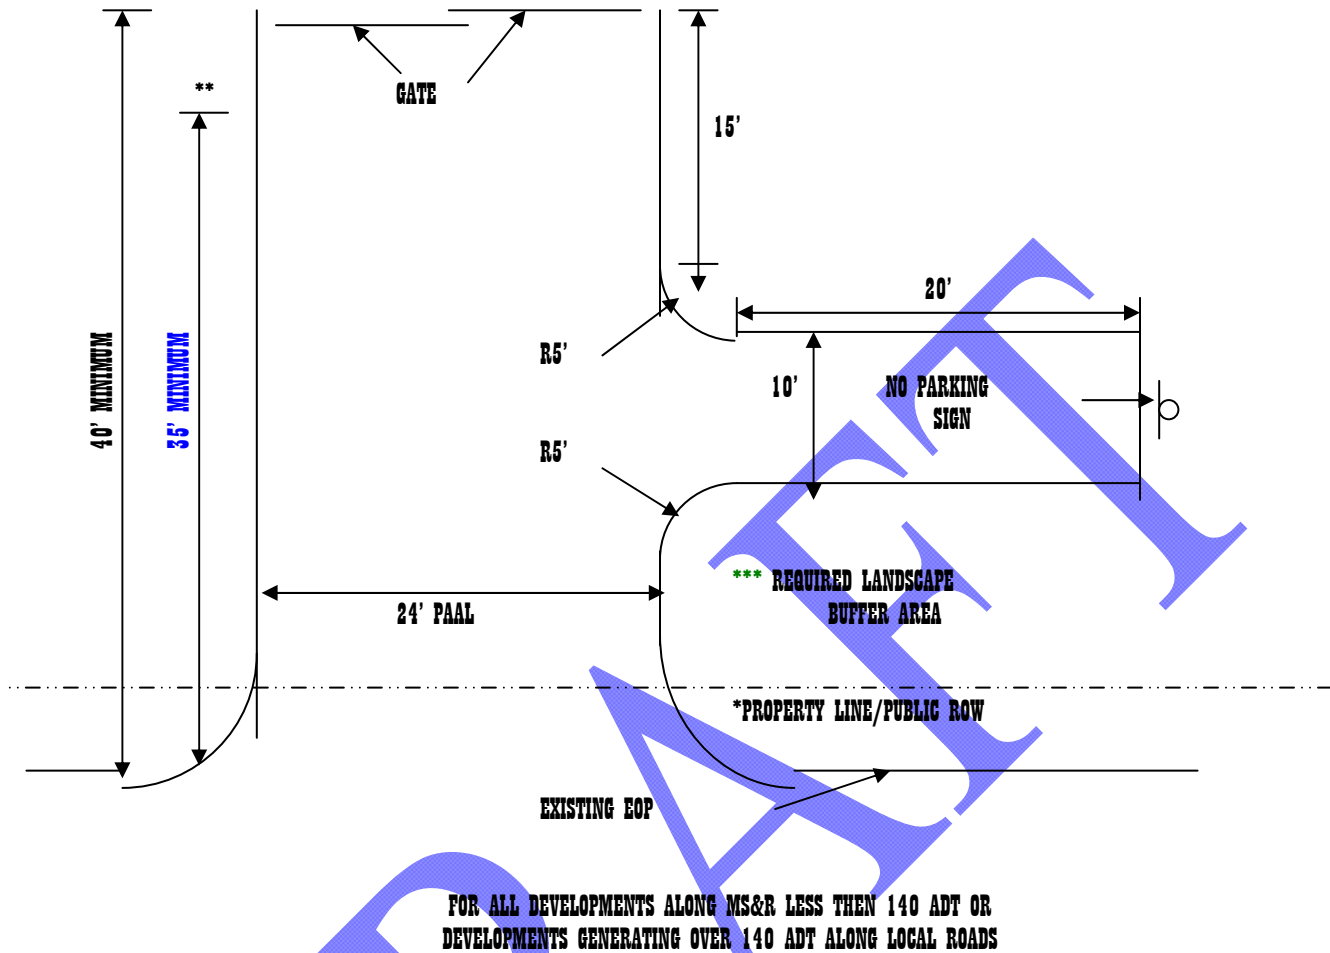 **
GATE
15'
20'
40' MINIMUM
35' MINIMUM
R5'
10'
NO PARKING
SIGN
R5'
*** REQUIRED LANDSCAPE
BUFFER AREA
24' PAAL
*PROPERTY LINE/PUBLIC ROW
EXISTING EOP
FOR ALL DEVELOPMENTS ALONG MS&R LESS THEN 140 ADT OR
DEVELOPMENTS GENERATING OVER 140 ADT ALONG LOCAL ROADS
DRAFT